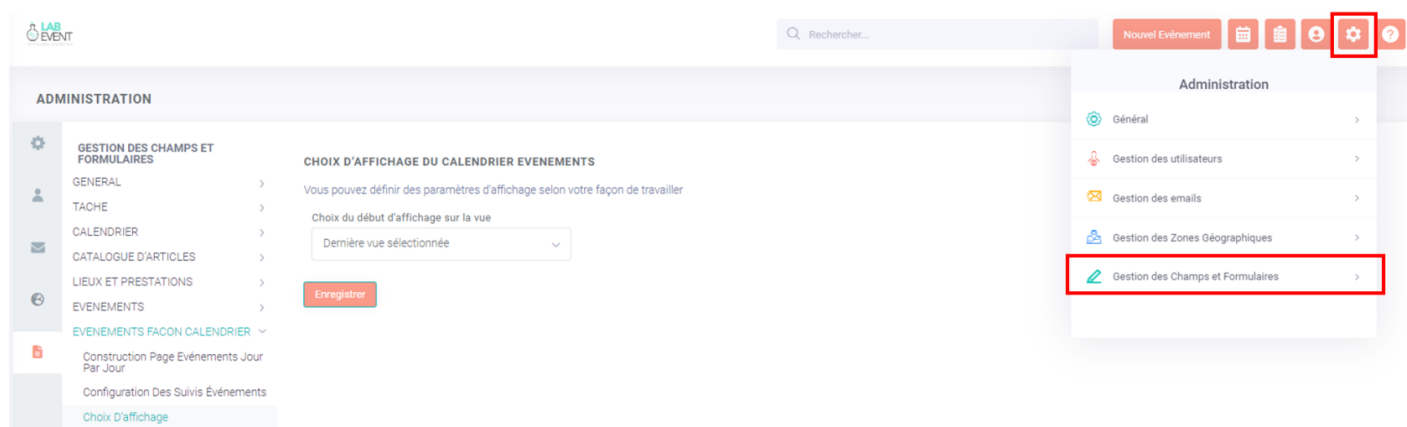 LAB
EVENT
Rechercher...
Nouvel Evénement
ADMINISTRATION
Administration
Général
Gestion des utilisateurs
Gestion des emails
Gestion des Zones Géographiques
Gestion des Champs et Formulaires
GESTION DES CHAMPS ET
FORMULAIRES
GENERAL
TACHE
CALENDRIER
CATALOGUE D'ARTICLES
LIEUX ET PRESTATIONS
EVENEMENTS
EVENEMENTS FACON CALENDRIER
Construction Page Evénements Jour
Par Jour
Configuration Des Suivis Événements
Choix D'affichage
CHOIX D'AFFICHAGE DU CALENDRIER EVENEMENTS
Vous pouvez définir des paramètres d'affichage selon votre façon de travailler
Choix du début d'affichage sur la vue
Dernière vue sélectionnée
Enregistrer